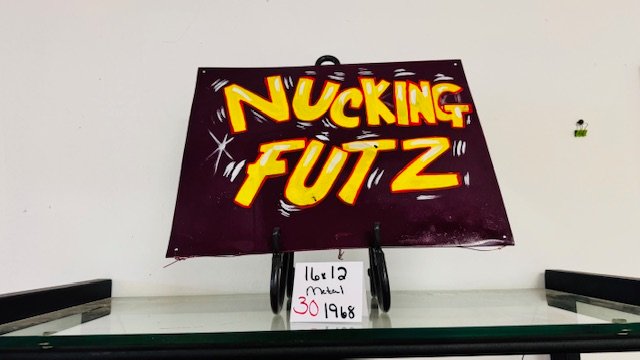 NUCKING
FUTZ
16x12
Metal
30 1968